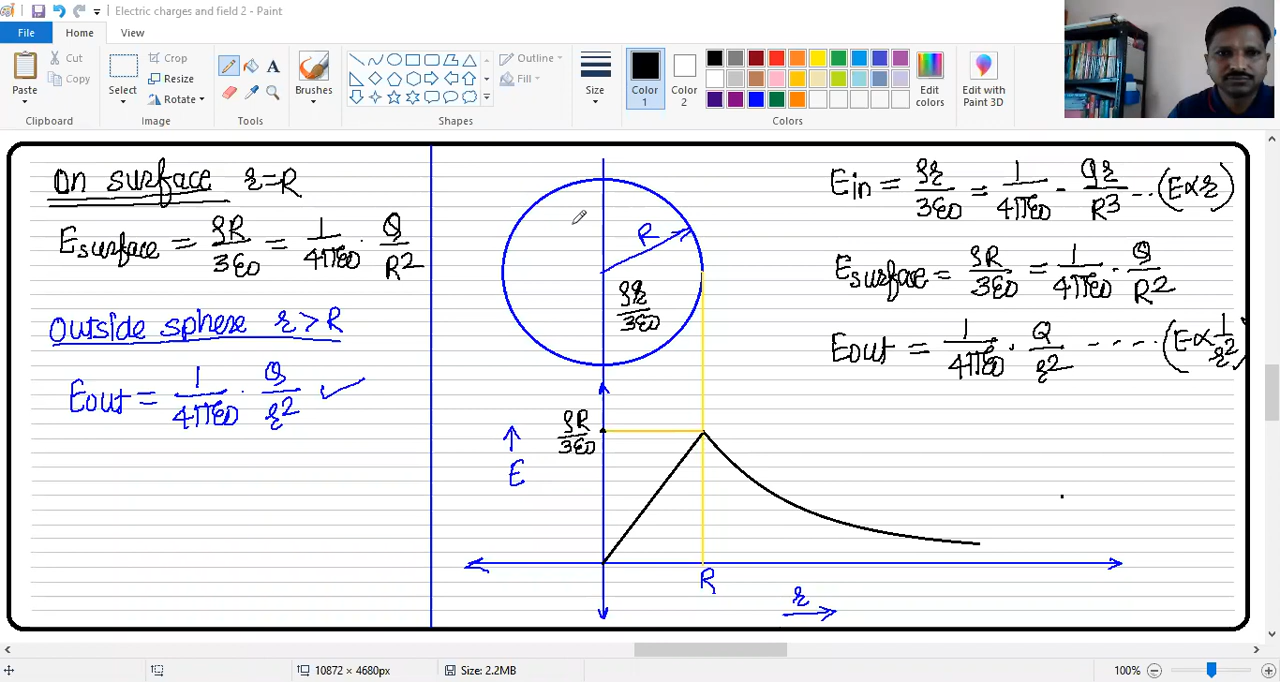 Electric charges and field 2 - Paint
File Home View
Paste Cut Copy Clipboard
Select Crop Resize Rotate Image
Tools
Brushes
Outline Fill Shapes
Size
Color 1 Color 2 Edit colors Colors
Edit with Paint 3D
On surface r=R
Esurface = ρR/3ε0 = 1/4πε0 · Q/R2
Outside sphere r > R
Eout = 1/4πε0 · Q/r2 ✓
R
ρr/3ε0
ρR/3ε0
↑ E
R
r →
Ein = ρr/3ε0 = 1/4πε0 · Qr/R3 ... (E∝r)
Esurface = ρR/3ε0 = 1/4πε0 · Q/R2
Eout = 1/4πε0 · Q/r2 .... (E∝1/r2)
10872 × 4680px Size: 2.2MB 100%